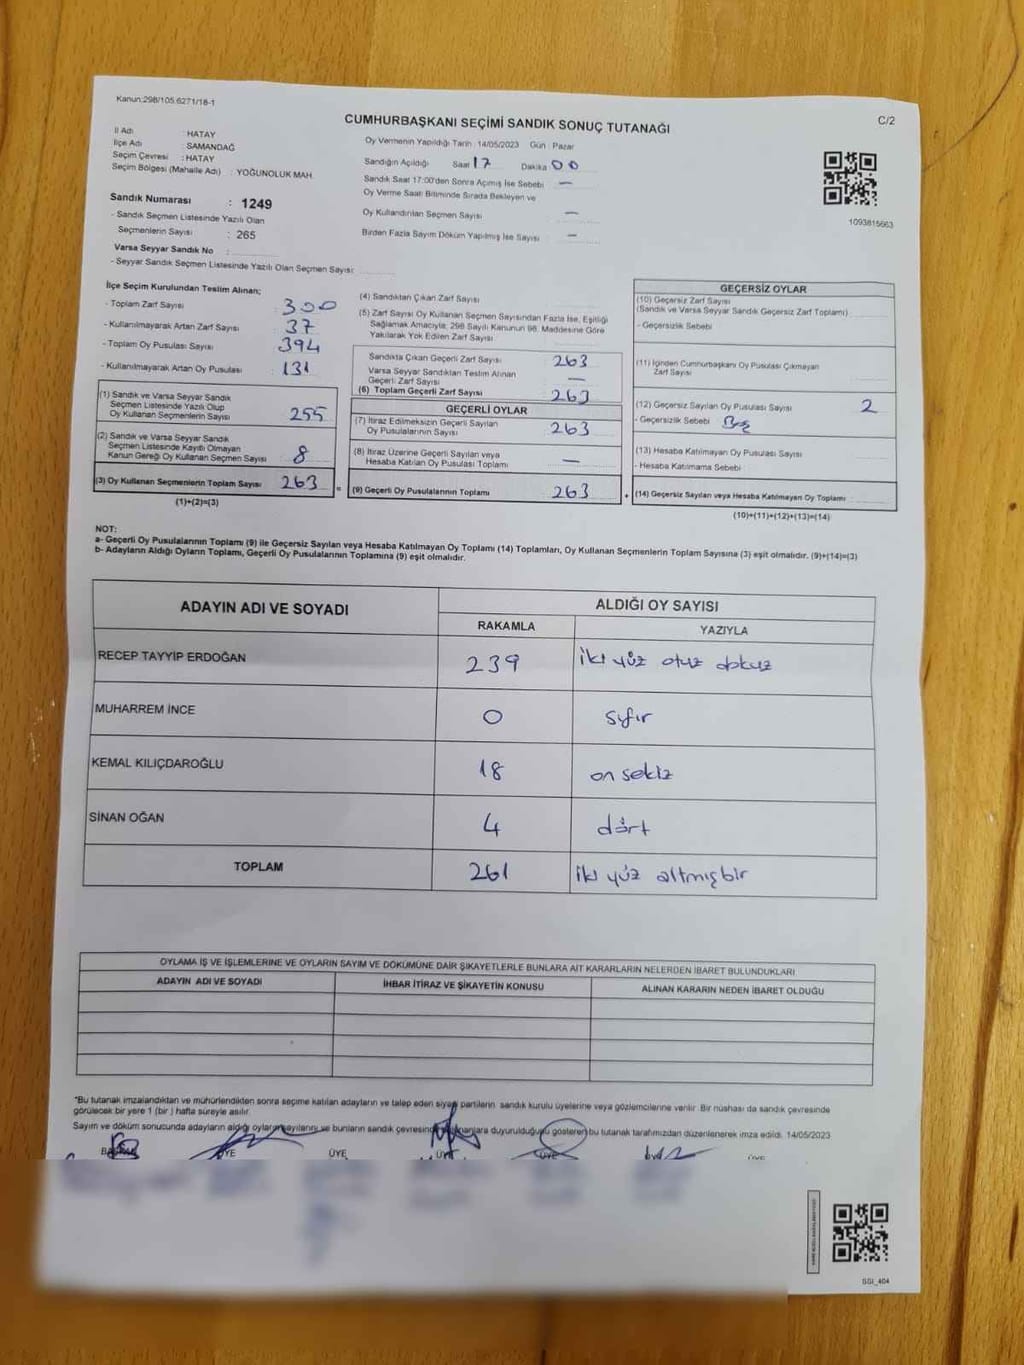 Kanun:298/105,6271/18-1
C/2
CUMHURBAŞKANI SEÇİMİ SANDIK SONUÇ TUTANAĞI
İl Adı : HATAY
İlçe Adı : SAMANDAĞ
Seçim Çevresi : HATAY
Seçim Bölgesi (Mahalle Adı) : YOĞUNOLUK MAH.
Oy Vermenin Yapıldığı Tarih : 14/05/2023 Gün : Pazar
Sandığın Açıldığı Saat 17 Dakika 00
Sandık Saat 17:00'den Sonra Açılmış İse Sebebi —
Oy Verme Saati Bitiminde Sırada Bekleyen ve
Oy Kullandırılan Seçmen Sayısı —
Birden Fazla Sayım Döküm Yapılmış İse Sayısı —
1093815663
Sandık Numarası : 1249
- Sandık Seçmen Listesinde Yazılı Olan
Seçmenlerin Sayısı : 265
Varsa Seyyar Sandık No :
- Seyyar Sandık Seçmen Listesinde Yazılı Olan Seçmen Sayısı:
İlçe Seçim Kurulundan Teslim Alınan;
- Toplam Zarf Sayısı : 300
- Kullanılmayarak Artan Zarf Sayısı : 37
- Toplam Oy Pusulası Sayısı : 394
- Kullanılmayarak Artan Oy Pusulası : 131
(1) Sandık ve Varsa Seyyar Sandık
Seçmen Listesinde Yazılı Olup
Oy Kullanan Seçmenlerin Sayısı 255
(2) Sandık ve Varsa Seyyar Sandık
Seçmen Listesinde Kayıtlı Olmayan
Kanun Gereği Oy Kullanan Seçmen Sayısı 8
(3) Oy Kullanan Seçmenlerin Toplam Sayısı 263
(1)+(2)=(3)
(4) Sandıktan Çıkan Zarf Sayısı
(5) Zarf Sayısı Oy Kullanan Seçmen Sayısından Fazla İse, Eşitliği
Sağlamak Amacıyla; 298 Sayılı Kanunun 98. Maddesine Göre
Yakılarak Yok Edilen Zarf Sayısı
Sandıkta Çıkan Geçerli Zarf Sayısı 263
Varsa Seyyar Sandıktan Teslim Alınan
Geçerli Zarf Sayısı —
(6) Toplam Geçerli Zarf Sayısı 263
GEÇERLİ OYLAR
(7) İtiraz Edilmeksizin Geçerli Sayılan
Oy Pusulalarının Sayısı 263
(8) İtiraz Üzerine Geçerli Sayılan veya
Hesaba Katılan Oy Pusulası Toplamı —
= (9) Geçerli Oy Pusulalarının Toplamı 263
GEÇERSİZ OYLAR
(10) Geçersiz Zarf Sayısı
(Sandık ve Varsa Seyyar Sandık Geçersiz Zarf Toplamı)
- Geçersizlik Sebebi
(11) İçinden Cumhurbaşkanı Oy Pusulası Çıkmayan
Zarf Sayısı
(12) Geçersiz Sayılan Oy Pusulası Sayısı 2
- Geçersizlik Sebebi Boş
(13) Hesaba Katılmayan Oy Pusulası Sayısı
- Hesaba Katılmama Sebebi
+ (14) Geçersiz Sayılan veya Hesaba Katılmayan Oy Toplamı
(10)+(11)+(12)+(13)=(14)
NOT:
a- Geçerli Oy Pusulalarının Toplamı (9) ile Geçersiz Sayılan veya Hesaba Katılmayan Oy Toplamı (14) Toplamları, Oy Kullanan Seçmenlerin Toplam Sayısına (3) eşit olmalıdır. (9)+(14)=(3)
b- Adayların Aldığı Oyların Toplamı, Geçerli Oy Pusulalarının Toplamına (9) eşit olmalıdır.
ADAYIN ADI VE SOYADI
ALDIĞI OY SAYISI
RAKAMLA YAZIYLA
RECEP TAYYİP ERDOĞAN 239 iki yüz otuz dokuz
MUHARREM İNCE 0 sıfır
KEMAL KILIÇDAROĞLU 18 on sekiz
SİNAN OĞAN 4 dört
TOPLAM 261 iki yüz altmışbir
OYLAMA İŞ VE İŞLEMLERİNE VE OYLARIN SAYIM VE DÖKÜMÜNE DAİR ŞİKAYETLERLE BUNLARA AİT KARARLARIN NELERDEN İBARET BULUNDUKLARI
ADAYIN ADI VE SOYADI İHBAR İTİRAZ VE ŞİKAYETİN KONUSU ALINAN KARARIN NEDEN İBARET OLDUĞU
*Bu tutanak imzalandıktan ve mühürlendikten sonra seçime katılan adayların ve talep eden siyasi partilerin sandık kurulu üyelerine veya gözlemcilerine verilir. Bir nüshası da sandık çevresinde
görülecek bir yere 1 (bir) hafta süreyle asılır.
Sayım ve döküm sonucunda adayların aldığı oyların sayılarını ve bunların sandık çevresinde bulunanlara duyurulduğunu gösteren bu tutanak tarafımızdan düzenlenerek imza edildi. 14/05/2023
BAŞKAN ÜYE ÜYE ÜYE ÜYE ÜYE
SGI_404